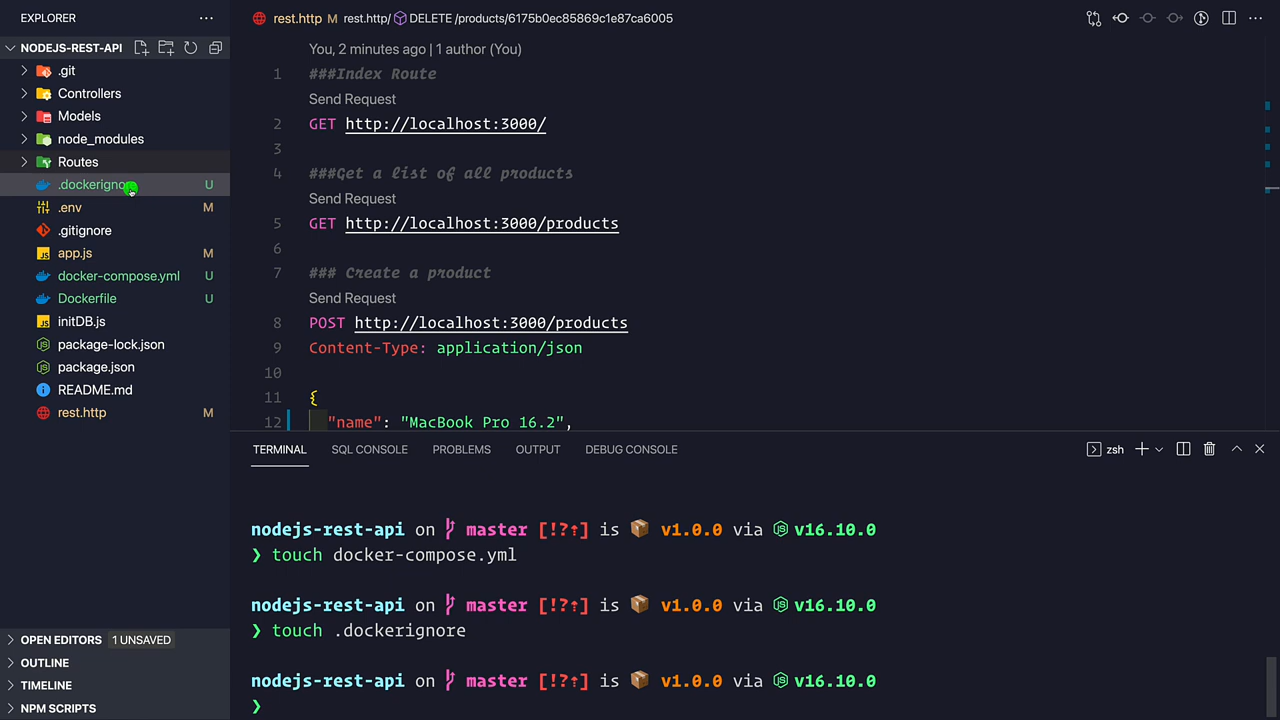 EXPLORER
NODEJS-REST-API
.git
Controllers
Models
node_modules
Routes
.dockerignore U
.env M
.gitignore
app.js M
docker-compose.yml U
Dockerfile U
initDB.js
package-lock.json
package.json
README.md
rest.http M
OPEN EDITORS 1 UNSAVED
OUTLINE
TIMELINE
NPM SCRIPTS
rest.http M rest.http/ DELETE /products/6175b0ec85869c1e87ca6005
You, 2 minutes ago | 1 author (You)
1 ###Index Route
Send Request
2 GET http://localhost:3000/
3
4 ###Get a list of all products
Send Request
5 GET http://localhost:3000/products
6
7 ### Create a product
Send Request
8 POST http://localhost:3000/products
9 Content-Type: application/json
10
11 {
12 "name": "MacBook Pro 16.2",
TERMINAL SQL CONSOLE PROBLEMS OUTPUT DEBUG CONSOLE zsh
nodejs-rest-api on master [!?⇡] is 📦 v1.0.0 via v16.10.0
❯ touch docker-compose.yml
nodejs-rest-api on master [!?⇡] is 📦 v1.0.0 via v16.10.0
❯ touch .dockerignore
nodejs-rest-api on master [!?⇡] is 📦 v1.0.0 via v16.10.0
❯